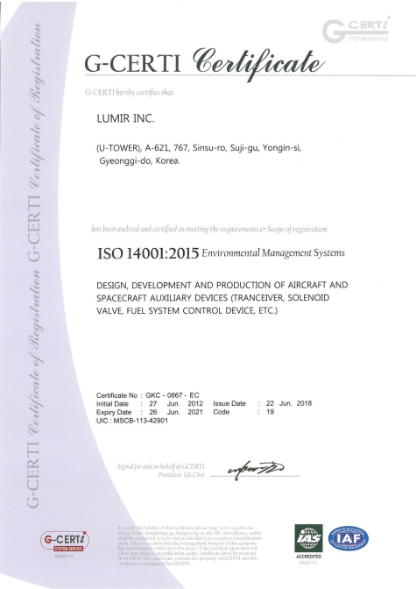 G-CERTi
SYSTEM SERVICE
G-CERTI Certificate
G-CERTI hereby certifies that
LUMIR INC.
(U-TOWER), A-621, 767, Sinsu-ro, Suji-gu, Yongin-si,
Gyeonggi-do, Korea.
has been audited and certified as meeting the requirements & Scope of registration
ISO 14001:2015 Environmental Management Systems
DESIGN, DEVELOPMENT AND PRODUCTION OF AIRCRAFT AND
SPACECRAFT AUXILIARY DEVICES (TRANCEIVER, SOLENOID
VALVE, FUEL SYSTEM CONTROL DEVICE, ETC.)
Certificate No : GKC - 0667 - EC
Initial Date : 27 Jun. 2012 Issue Date : 22 Jun. 2018
Expiry Date : 26 Jun. 2021 Code : 19
UIC : MSCB-113-42901
Signed for and on behalf of GCERTI
President I.K.Choi
G-CERTi
SYSTEM SERVICE
IAS
ACCREDITED
IAF
G-CERTI Certificate of Registration G-CERTI Certificate of Registration